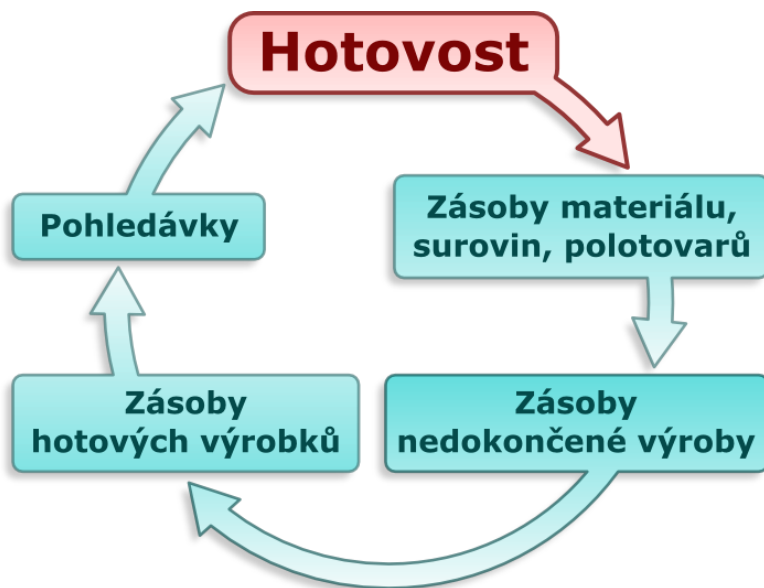 Hotovost
Zásoby materiálu,
surovin, polotovarů
Zásoby
nedokončené výroby
Zásoby
hotových výrobků
Pohledávky